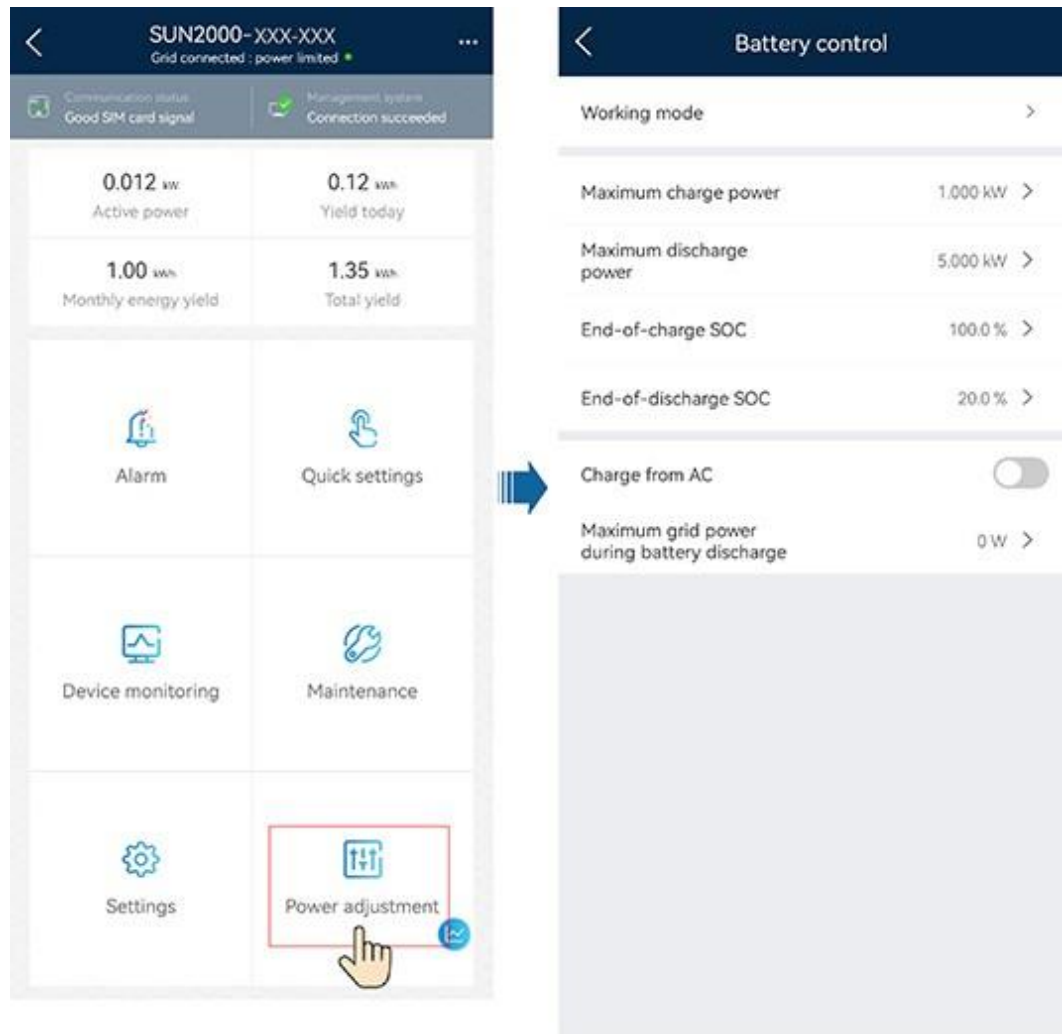 SUN2000-XXX-XXX
Grid connected : power limited
Communication status
Good SIM card signal
Management system
Connection succeeded
0.012 kW
Active power
0.12 kWh
Yield today
1.00 kWh
Monthly energy yield
1.35 kWh
Total yield
Alarm
Quick settings
Device monitoring
Maintenance
Settings
Power adjustment
Battery control
Working mode
Maximum charge power
1.000 kW
Maximum discharge
power
5.000 kW
End-of-charge SOC
100.0 %
End-of-discharge SOC
20.0 %
Charge from AC
Maximum grid power
during battery discharge
0 W